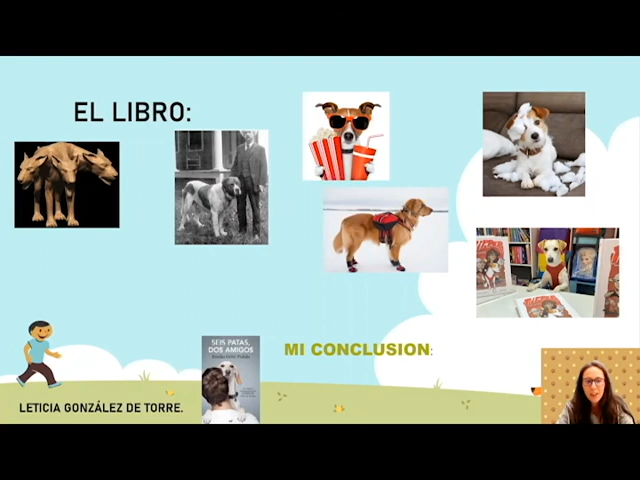 EL LIBRO:
SEIS PATAS,
DOS AMIGOS
MI CONCLUSION:
LETICIA GONZÁLEZ DE TORRE.